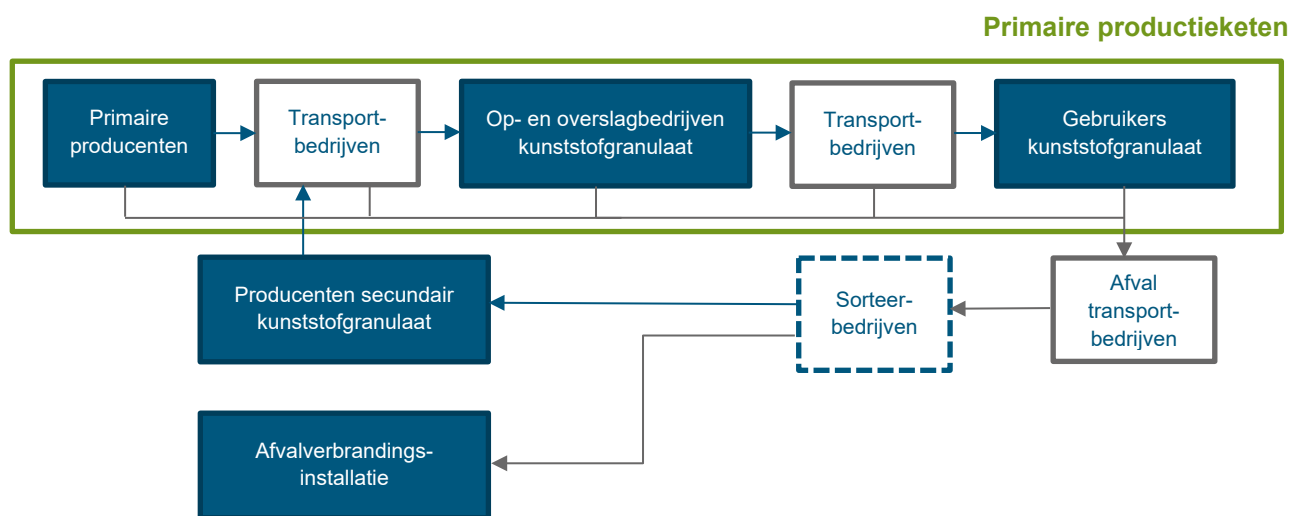 Primaire productieketen
Primaire
producenten
Transport-
bedrijven
Op- en overslagbedrijven
kunststofgranulaat
Transport-
bedrijven
Gebruikers
kunststofgranulaat
Producenten secundair
kunststofgranulaat
Sorteer-
bedrijven
Afval
transport-
bedrijven
Afvalverbrandings-
installatie